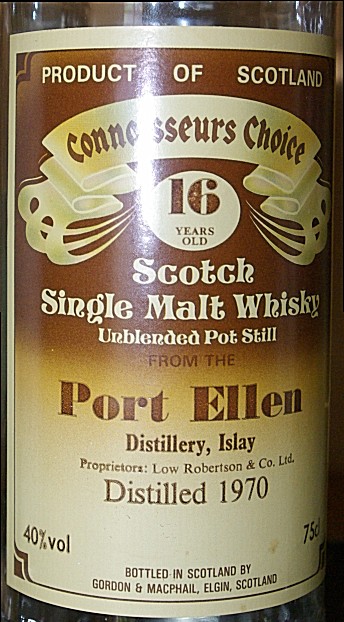 PRODUCT OF SCOTLAND
Connoisseurs Choice
16
YEARS
OLD
Scotch
Single Malt Whisky
Unblended Pot Still
FROM THE
Port Ellen
Distillery, Islay
Proprietors: Low Robertson & Co. Ltd.
Distilled 1970
40%vol
75cl
BOTTLED IN SCOTLAND BY
GORDON & MACPHAIL, ELGIN, SCOTLAND